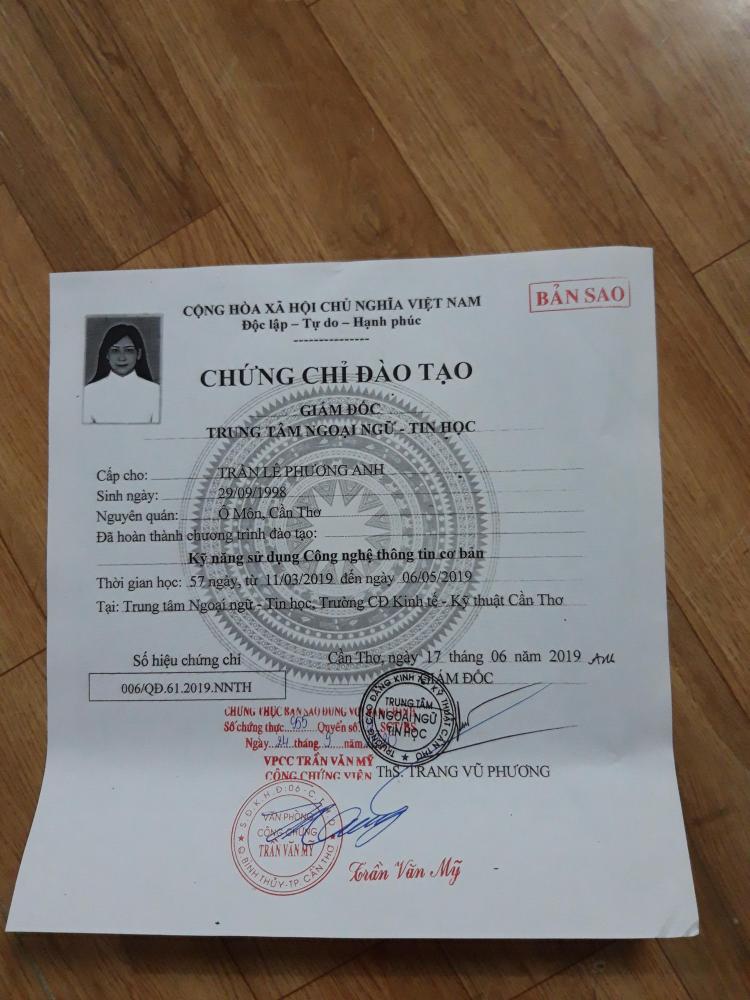 CỘNG HÒA XÃ HỘI CHỦ NGHĨA VIỆT NAM
BẢN SAO
Độc lập – Tự do – Hạnh phúc
---------------
CHỨNG CHỈ ĐÀO TẠO
GIÁM ĐỐC
TRUNG TÂM NGOẠI NGỮ - TIN HỌC
Cấp cho: TRẦN LÊ PHƯƠNG ANH
Sinh ngày: 29/09/1998
Nguyên quán: Ô Môn, Cần Thơ
Đã hoàn thành chương trình đào tạo:
Kỹ năng sử dụng Công nghệ thông tin cơ bản
Thời gian học: 57 ngày, từ 11/03/2019 đến ngày 06/05/2019
Tại: Trung tâm Ngoại ngữ - Tin học, Trường CĐ Kinh tế - Kỹ thuật Cần Thơ
Số hiệu chứng chỉ
006/QĐ.61.2019.NNTH
Cần Thơ, ngày 17 tháng 06 năm 2019
GIÁM ĐỐC
TRƯỜNG CAO ĐẲNG KINH TẾ KỸ THUẬT CẦN THƠ
TRUNG TÂM
NGOẠI NGỮ
TIN HỌC
ThS. TRANG VŨ PHƯƠNG
CHỨNG THỰC BẢN SAO ĐÚNG
Số chứng thực 955 Quyển số: SCT/BS
Ngày 24 tháng 9 năm
VPCC TRẦN VĂN MỸ
CÔNG CHỨNG VIÊN
VĂN PHÒNG
CÔNG CHỨNG
TRẦN VĂN MỸ
Q.BÌNH THỦY-TP.CẦN THƠ
Trần Văn Mỹ